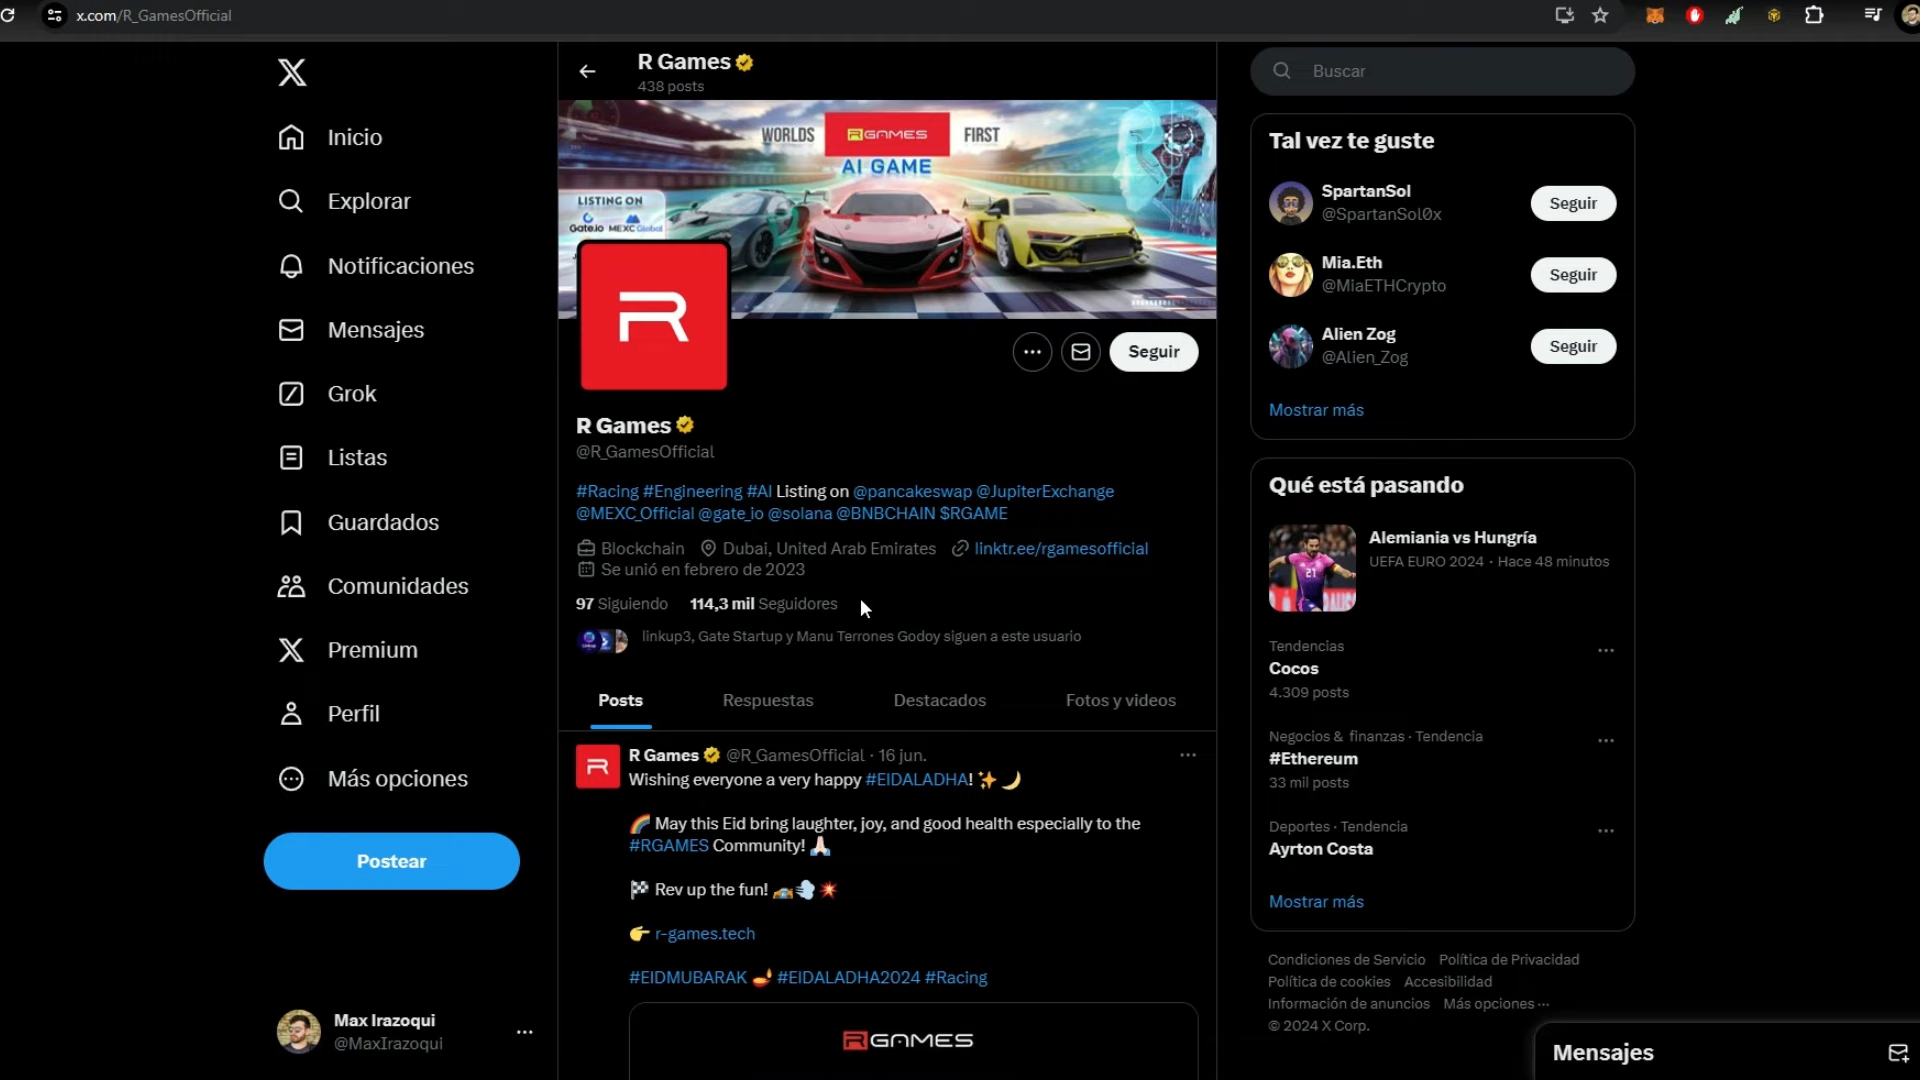 x.com/R_GamesOfficial
Inicio
Explorar
Notificaciones
Mensajes
Grok
Listas
Guardados
Comunidades
Premium
Perfil
Más opciones
Postear
Max Irazoqui
@MaxIrazoqui
R Games
438 posts
WORLDS RGAMES FIRST
AI GAME
LISTING ON
Gate.io MEXC Global
R
Seguir
R Games
@R_GamesOfficial
#Racing #Engineering #AI Listing on @pancakeswap @JupiterExchange
@MEXC_Official @gate_io @solana @BNBCHAIN $RGAME
Blockchain Dubai, United Arab Emirates linktr.ee/rgamesofficial
Se unió en febrero de 2023
97 Siguiendo 114,3 mil Seguidores
linkup3, Gate Startup y Manu Terrones Godoy siguen a este usuario
Posts Respuestas Destacados Fotos y videos
R Games @R_GamesOfficial · 16 jun.
Wishing everyone a very happy #EIDALADHA! ✨🌙
🌈 May this Eid bring laughter, joy, and good health especially to the
#RGAMES Community! 🙏🏻
🏁 Rev up the fun! 🚔💨💥
👉 r-games.tech
#EIDMUBARAK 🪔 #EIDALADHA2024 #Racing
RGAMES
Buscar
Tal vez te guste
SpartanSol
@SpartanSol0x
Seguir
Mia.Eth
@MiaETHCrypto
Seguir
Alien Zog
@Alien_Zog
Seguir
Mostrar más
Qué está pasando
Alemiania vs Hungría
UEFA EURO 2024 · Hace 48 minutos
21
Tendencias
Cocos
4.309 posts
Negocios & finanzas · Tendencia
#Ethereum
33 mil posts
Deportes · Tendencia
Ayrton Costa
Mostrar más
Condiciones de Servicio Política de Privacidad
Política de cookies Accesibilidad
Información de anuncios Más opciones ···
© 2024 X Corp.
Mensajes